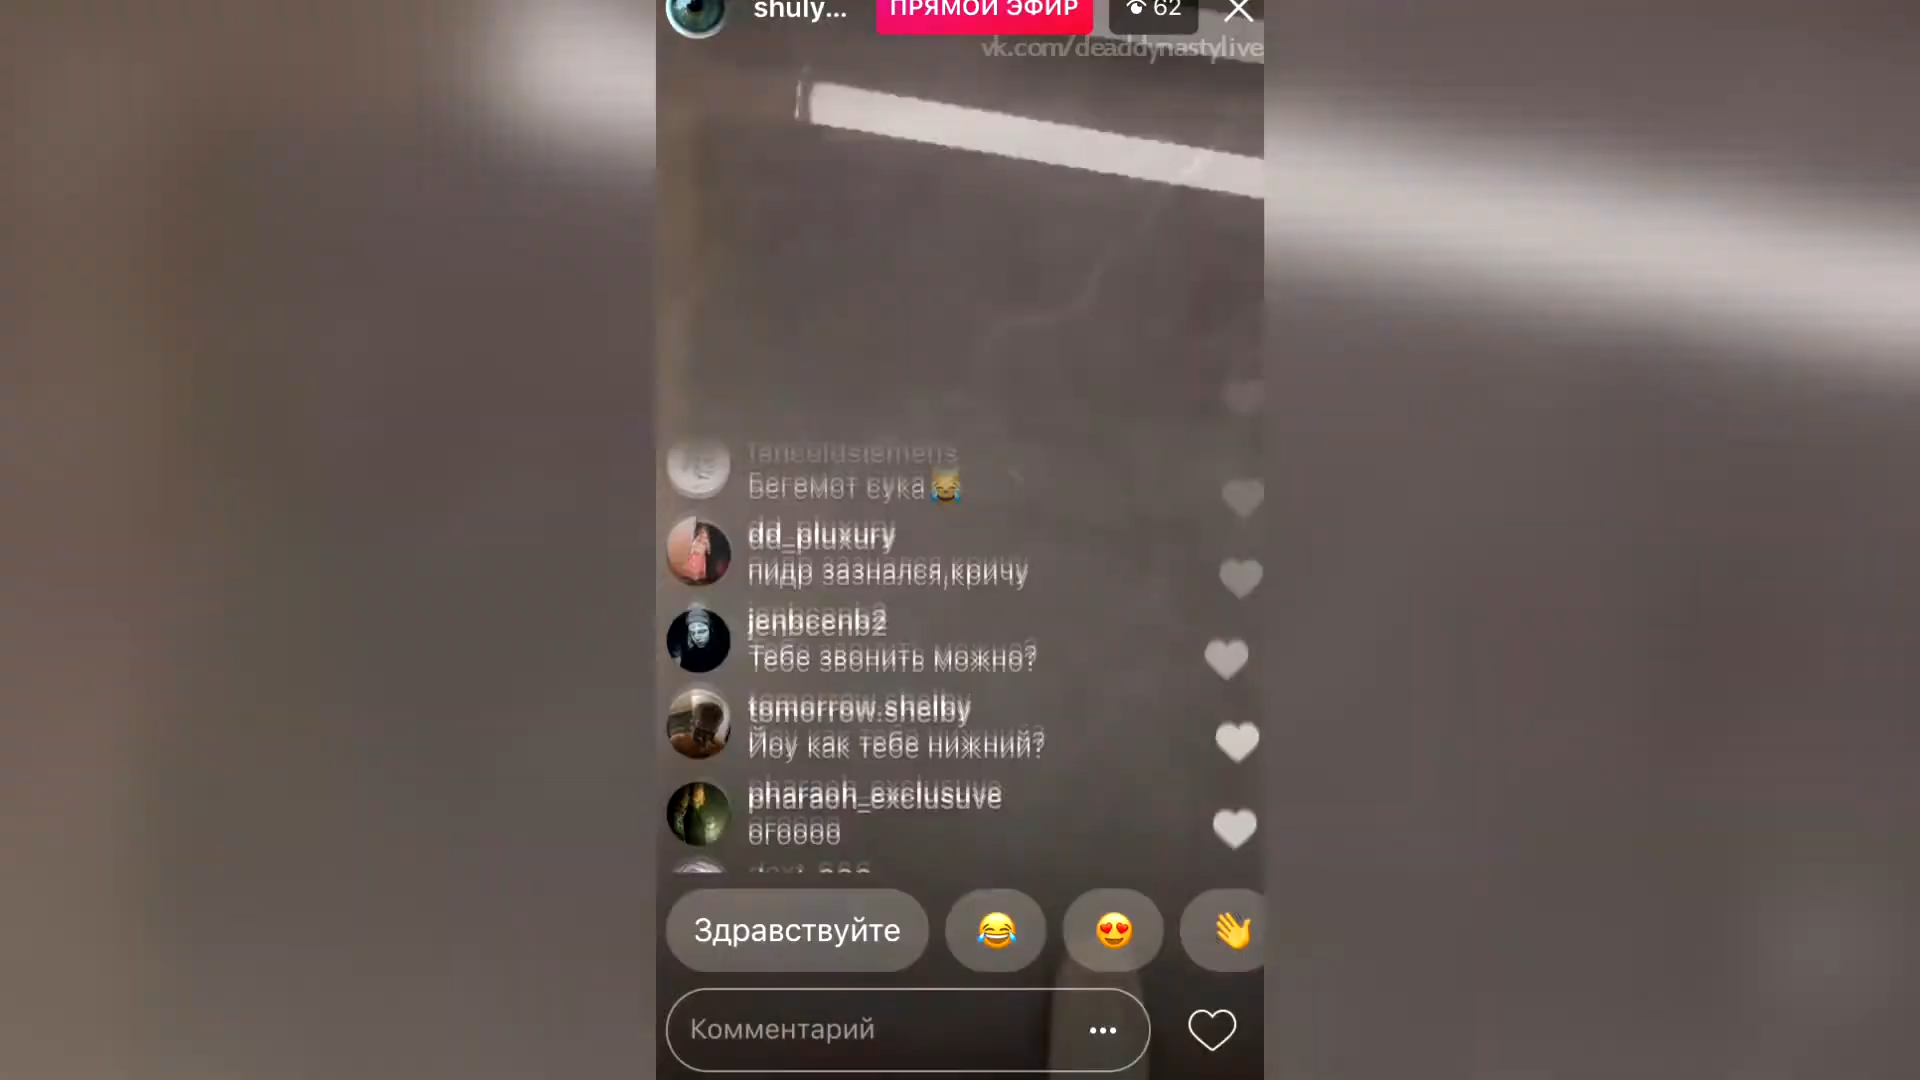 shuly...
ПРЯМОЙ ЭФИР
62
vk.com/deaddynastylive
Бегемот сука😹
dd_pluxury
пидр зазнался,кричу
jenbcenb2
Тебе звонить можно?
tomorrow.shelby
Йоу как тебе нижний?
pharaoh_exclusuve
огоооо
Здравствуйте
😂
😍
👋
Комментарий